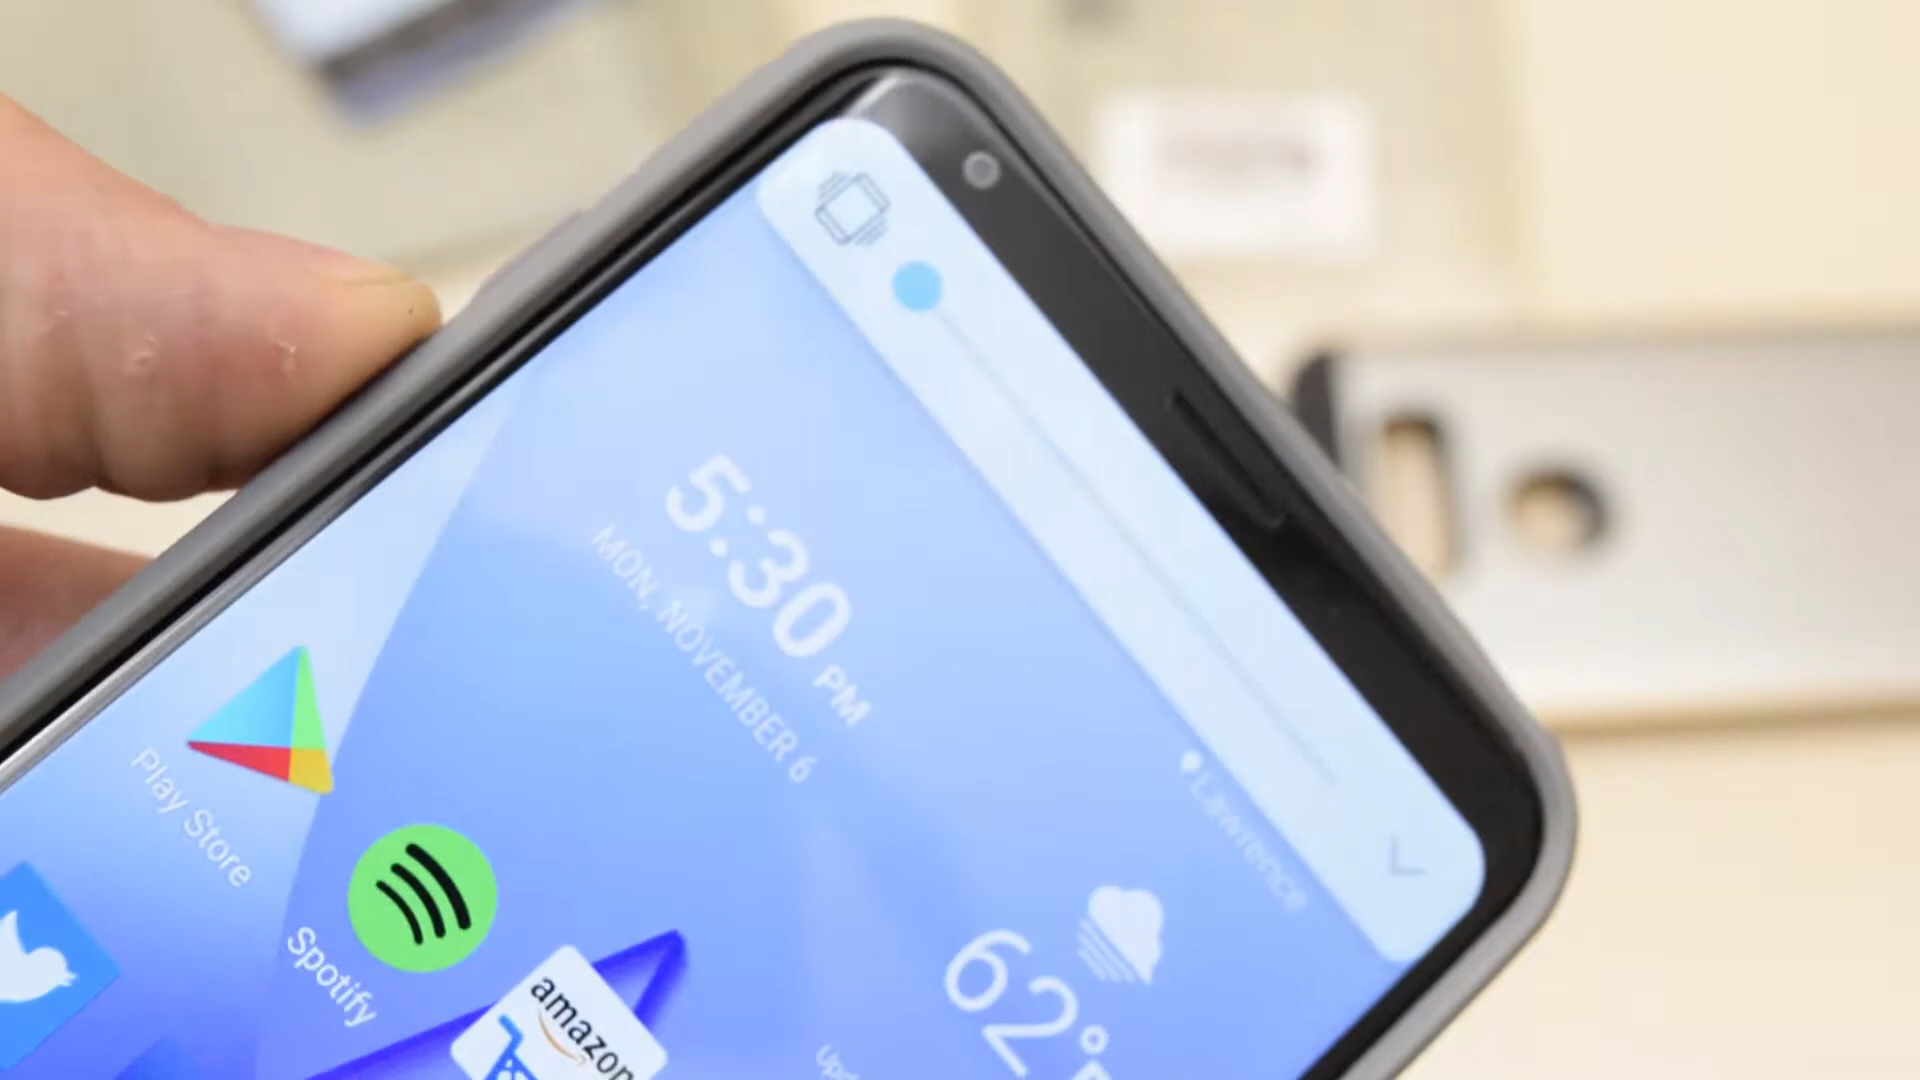 5:30 PM
MON, NOVEMBER 6
Lawrence
62°
Play Store
Spotify
amazon